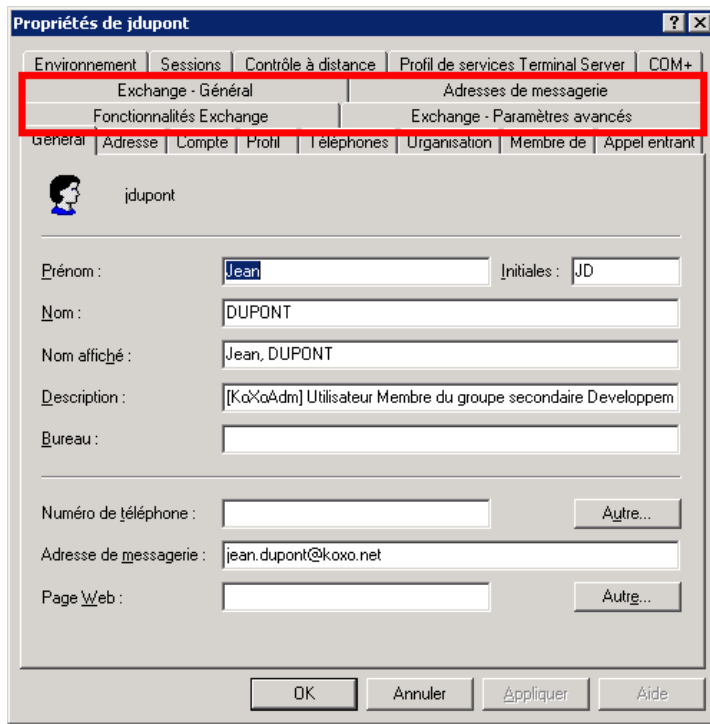 Propriétés de jdupont
Environnement Sessions Contrôle à distance Profil de services Terminal Server COM+
Exchange - Général Adresses de messagerie
Fonctionnalités Exchange Exchange - Paramètres avancés
Général Adresse Compte Profil Téléphones Organisation Membre de Appel entrant
jdupont
Prénom : Jean Initiales : JD
Nom : DUPONT
Nom affiché : Jean, DUPONT
Description : [KoXoAdm] Utilisateur Membre du groupe secondaire Developpem
Bureau :
Numéro de téléphone : Autre...
Adresse de messagerie : jean.dupont@koxo.net
Page Web : Autre...
OK Annuler Appliquer Aide